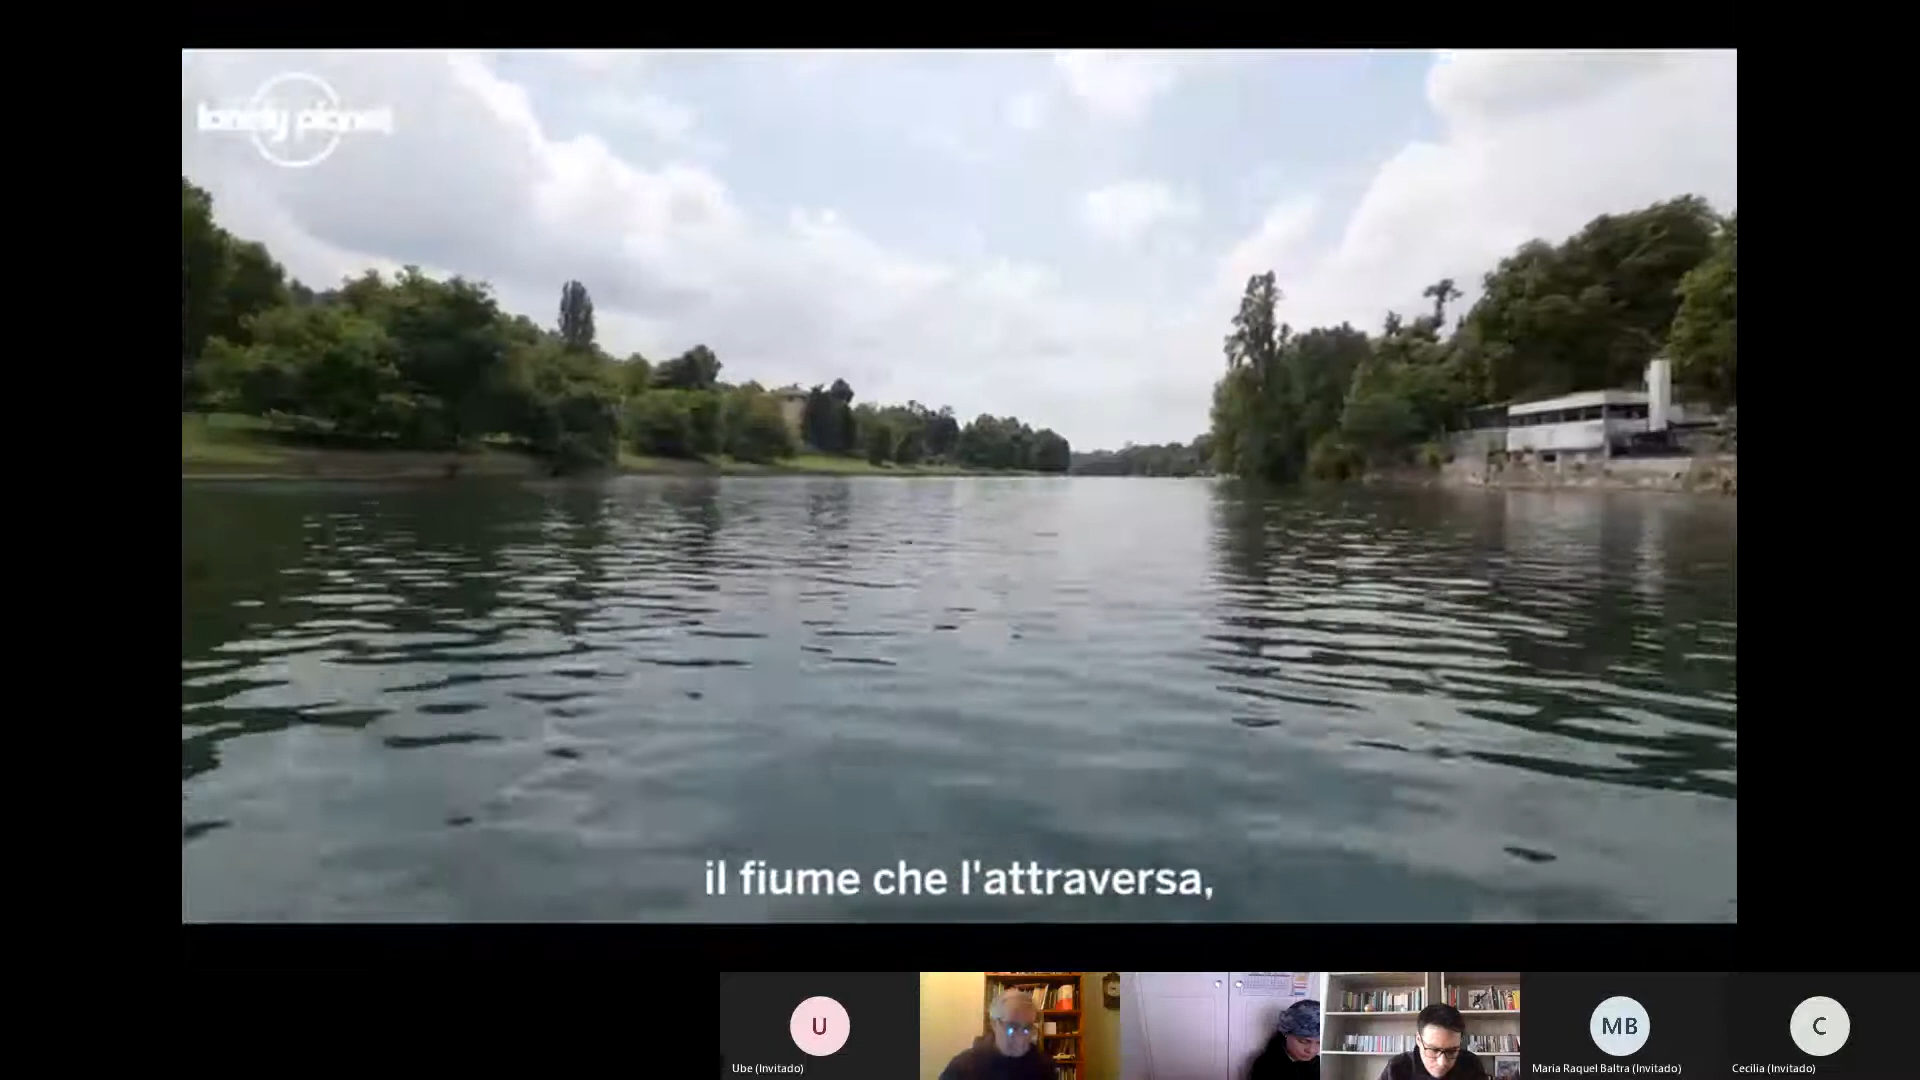 lonely planet
il fiume che l'attraversa,
U
MB
C
Ube (Invitado)
Maria Raquel Baltra (Invitado)
Cecilia (Invitado)